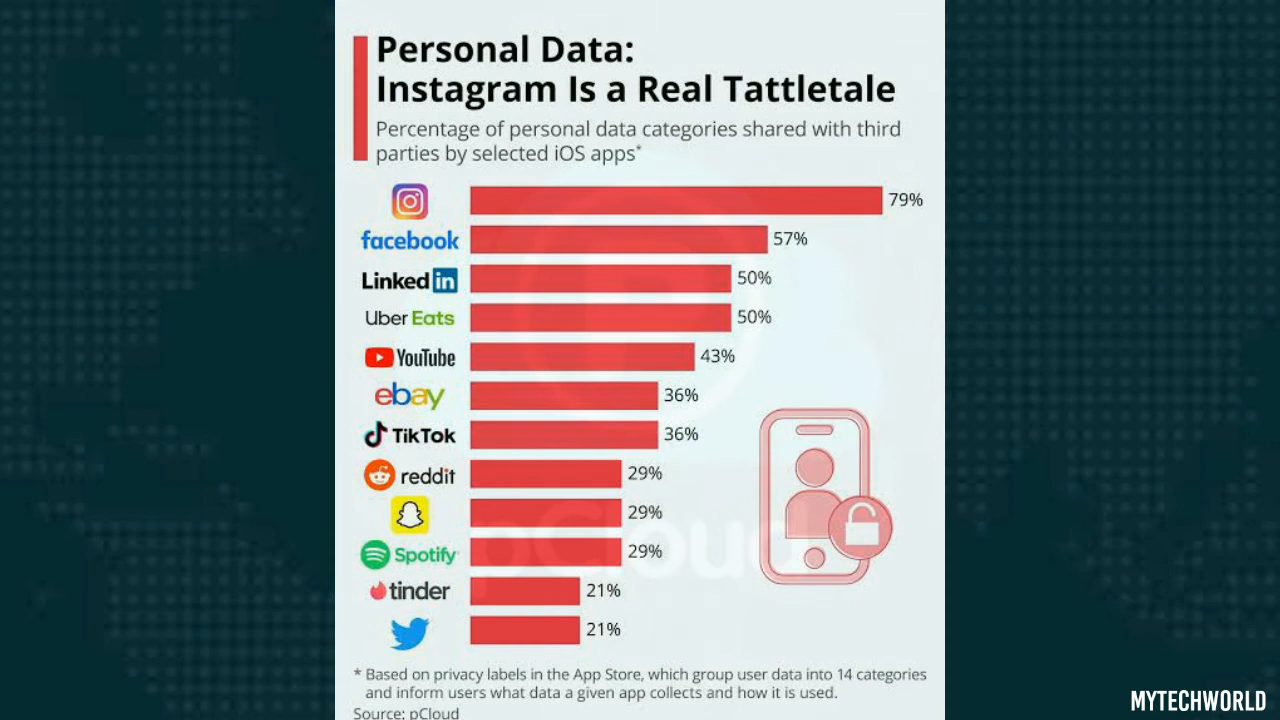 Personal Data:
Instagram Is a Real Tattletale
Percentage of personal data categories shared with third
parties by selected iOS apps*
79%
facebook 57%
Linked in 50%
Uber Eats 50%
YouTube 43%
ebay 36%
TikTok 36%
reddit 29%
29%
Spotify 29%
tinder 21%
21%
pCloud
* Based on privacy labels in the App Store, which group user data into 14 categories
and inform users what data a given app collects and how it is used.
Source: pCloud
MYTECHWORLD